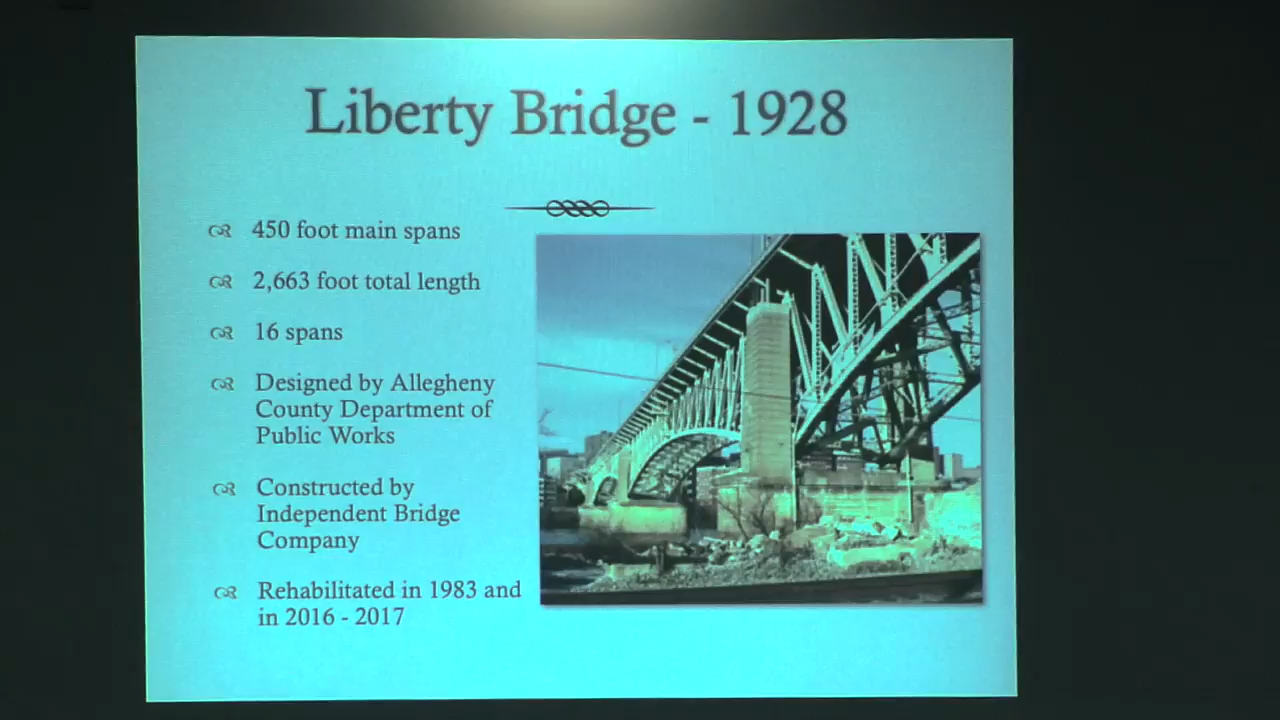 Liberty Bridge - 1928
450 foot main spans
2,663 foot total length
16 spans
Designed by Allegheny
County Department of
Public Works
Constructed by
Independent Bridge
Company
Rehabilitated in 1983 and
in 2016 - 2017